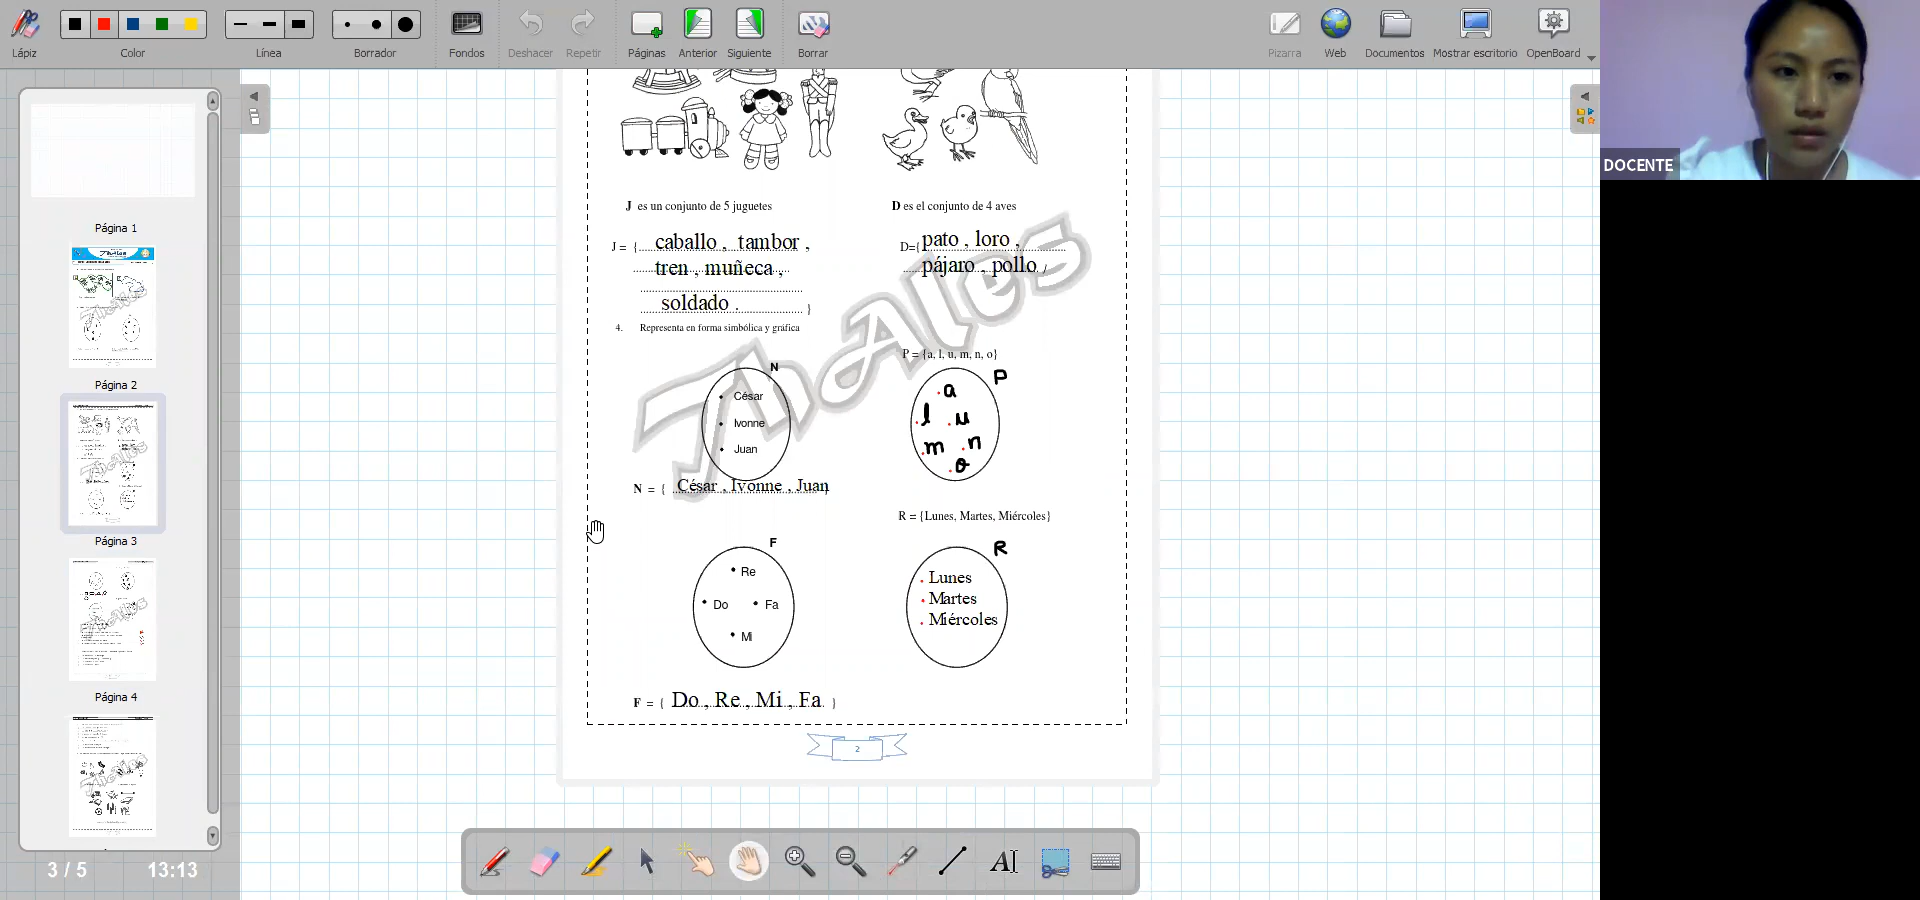 Lápiz
Color
Línea
Borrador
Fondos
Deshacer
Repetir
Páginas
Anterior
Siguiente
Borrar
Pizarra
Web
Documentos
Mostrar escritorio
OpenBoard
DOCENTE
Página 1
Página 2
Página 3
Página 4
3 / 5
13:13
J es un conjunto de 5 juguetes
J = { caballo , tambor ,
tren , muñeca ,
soldado . }
D es el conjunto de 4 aves
D={ pato , loro ,
pájaro , pollo /
4. Representa en forma simbólica y gráfica
N
César
Ivonne
Juan
N = { César , Ivonne , Juan }
P = {a, l, u, m, n, o}
P
a
l u
m n
o
F
Re
Do Fa
Mi
F = { Do , Re , Mi , Fa }
R = {Lunes, Martes, Miércoles}
R
Lunes
Martes
Miércoles
Thales
2